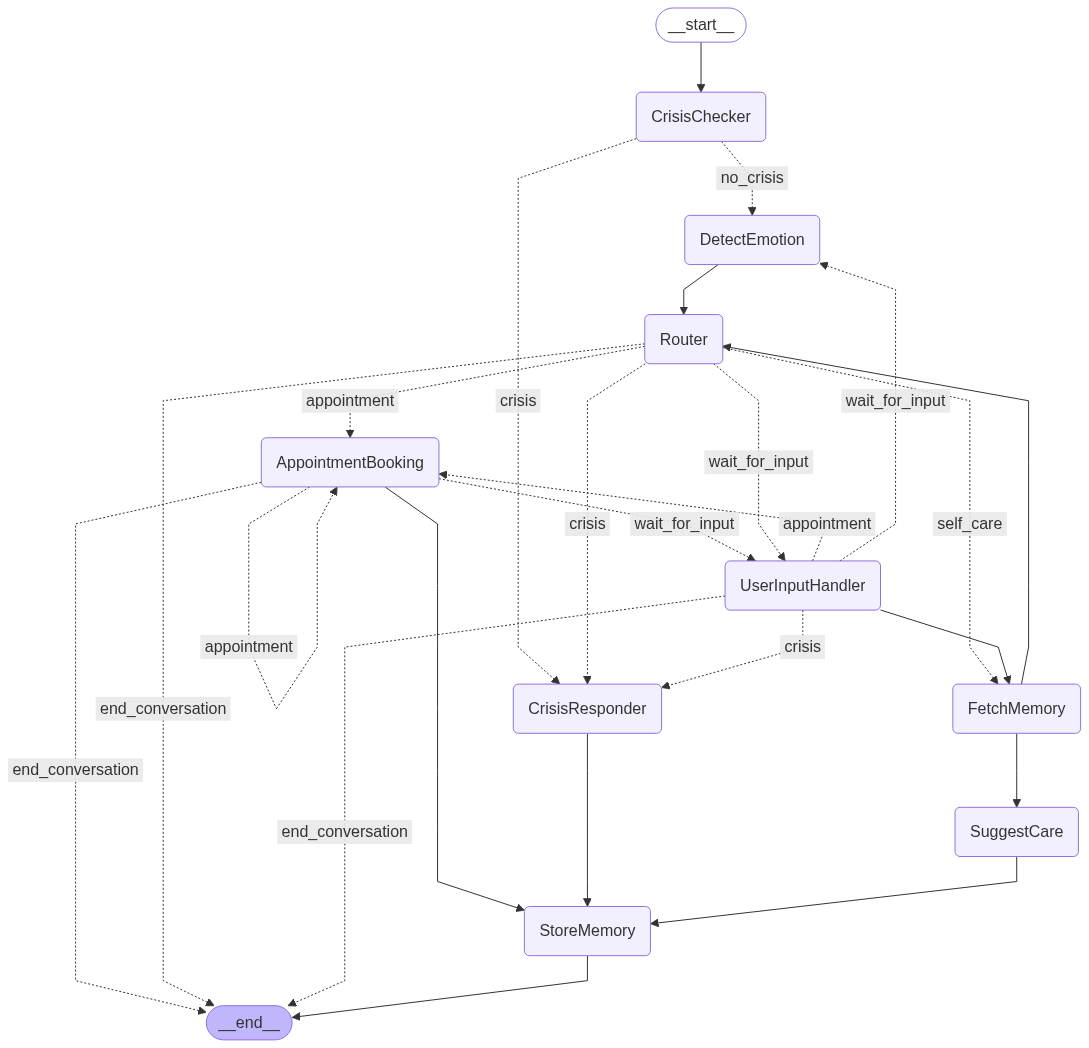 __start__
CrisisChecker
no_crisis
DetectEmotion
Router
appointment
crisis
wait_for_input
AppointmentBooking
wait_for_input
crisis
wait_for_input
appointment
self_care
UserInputHandler
appointment
crisis
end_conversation
CrisisResponder
FetchMemory
end_conversation
end_conversation
SuggestCare
StoreMemory
__end__